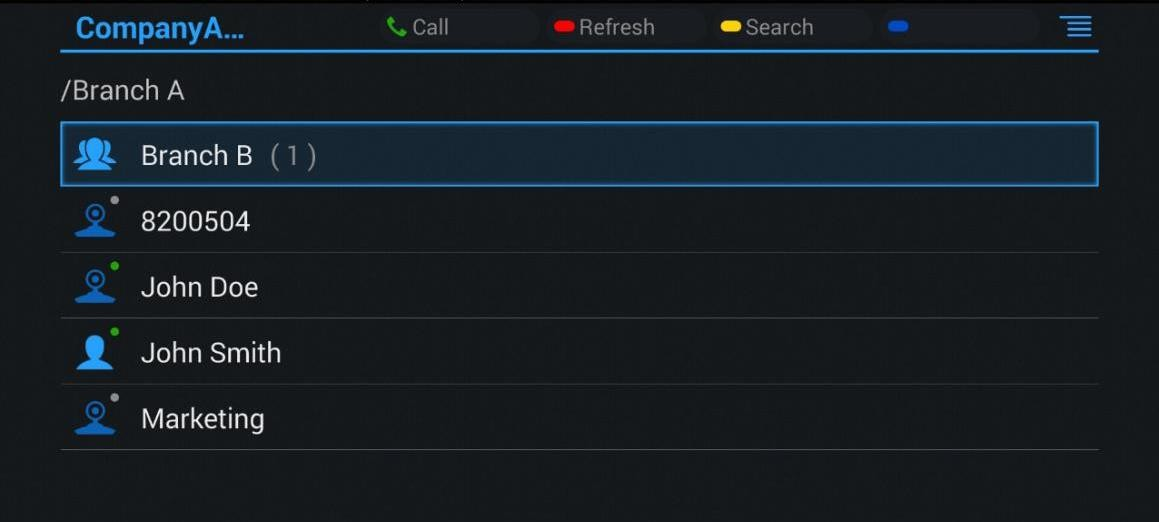 CompanyA... Call Refresh Search
/Branch A
Branch B (1)
8200504
John Doe
John Smith
Marketing